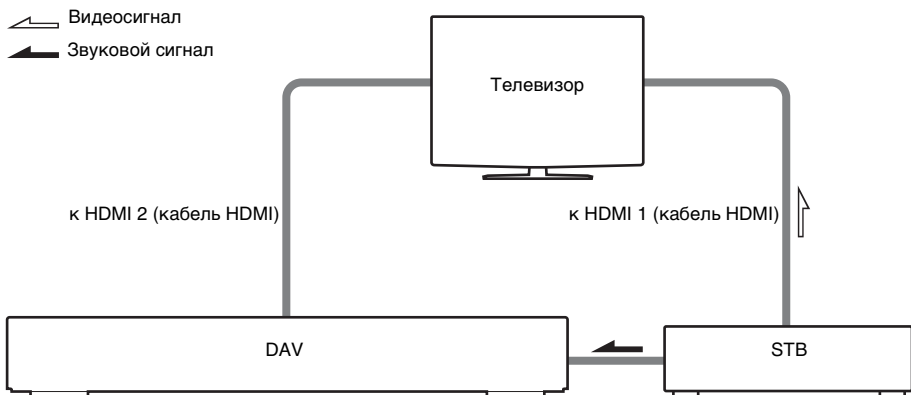 Видеосигнал
Звуковой сигнал
Телевизор
к HDMI 2 (кабель HDMI)
к HDMI 1 (кабель HDMI)
DAV
STB